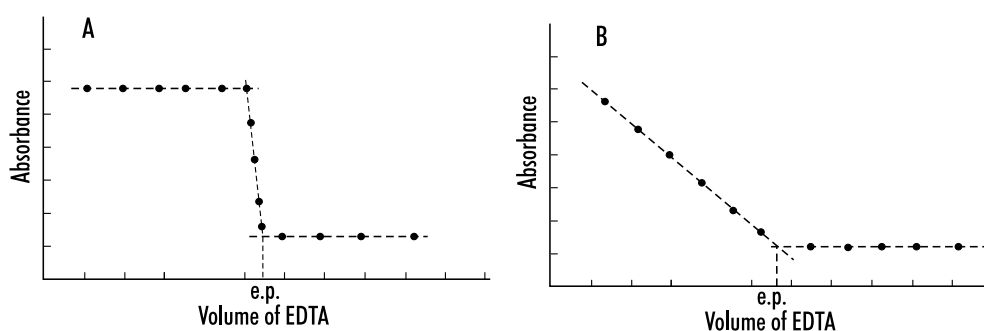 A
Absorbance
e.p.
Volume of EDTA
B
Absorbance
e.p.
Volume of EDTA